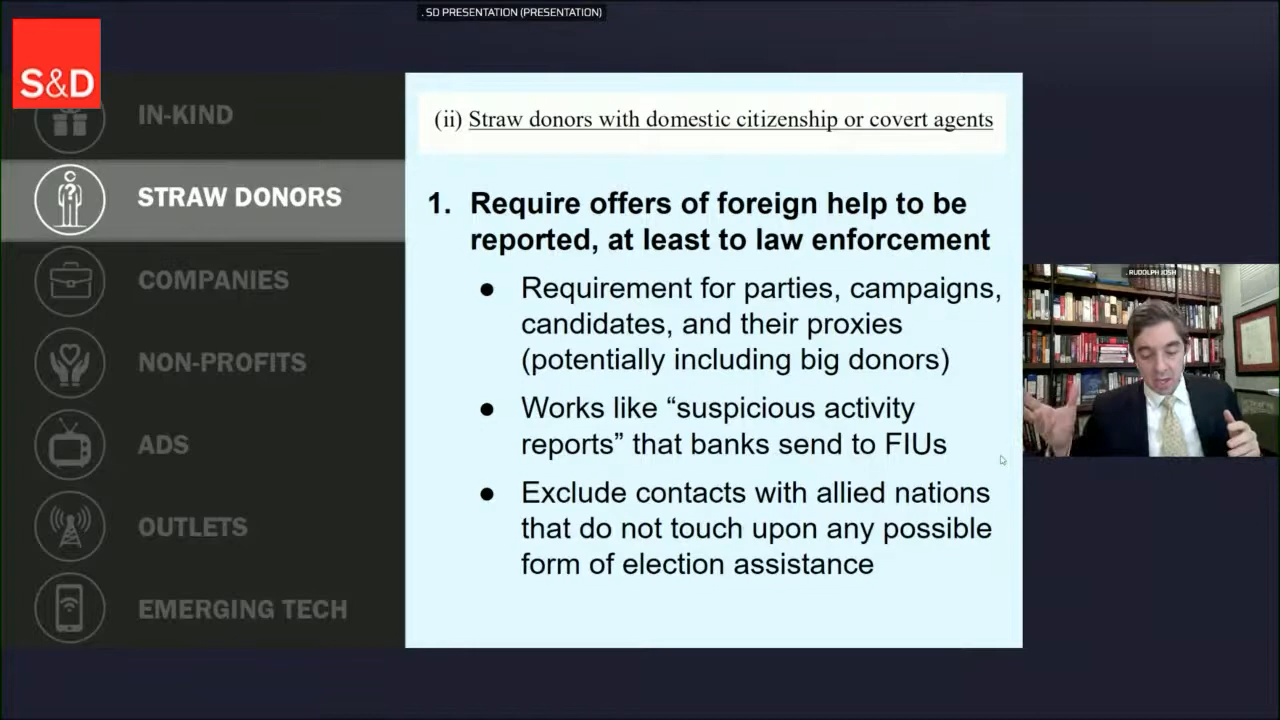 . SD PRESENTATION (PRESENTATION)
S&D
IN-KIND
STRAW DONORS
COMPANIES
NON-PROFITS
ADS
OUTLETS
EMERGING TECH
(ii) Straw donors with domestic citizenship or covert agents
1. Require offers of foreign help to be
reported, at least to law enforcement
● Requirement for parties, campaigns,
candidates, and their proxies
(potentially including big donors)
● Works like “suspicious activity
reports” that banks send to FIUs
● Exclude contacts with allied nations
that do not touch upon any possible
form of election assistance
. RUDOLPH JOSH